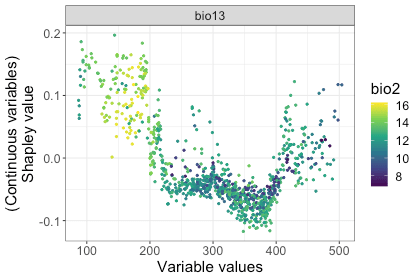 bio13
(Continuous variables)
Shapley value
0.2
0.1
0.0
-0.1
100 200 300 400 500
Variable values
bio2
16
14
12
10
8